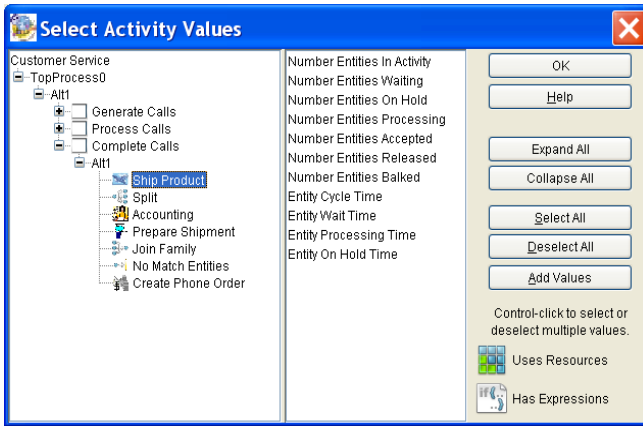 Select Activity Values
Customer Service
TopProcess0
Alt1
Generate Calls
Process Calls
Complete Calls
Alt1
Ship Product
Split
Accounting
Prepare Shipment
Join Family
No Match Entities
Create Phone Order
Number Entities In Activity
Number Entities Waiting
Number Entities On Hold
Number Entities Processing
Number Entities Accepted
Number Entities Released
Number Entities Balked
Entity Cycle Time
Entity Wait Time
Entity Processing Time
Entity On Hold Time
OK
Help
Expand All
Collapse All
Select All
Deselect All
Add Values
Control-click to select or
deselect multiple values.
Uses Resources
if(
Has Expressions